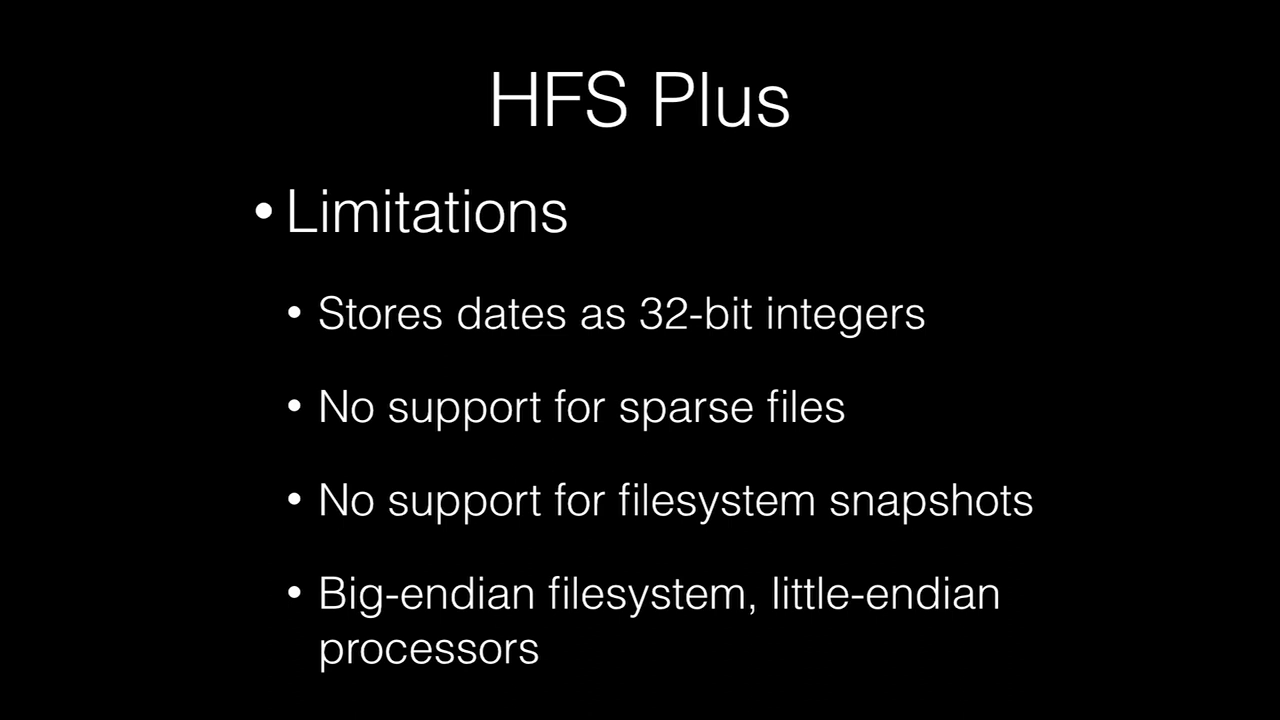 HFS Plus
• Limitations
• Stores dates as 32-bit integers
• No support for sparse files
• No support for filesystem snapshots
• Big-endian filesystem, little-endian
processors